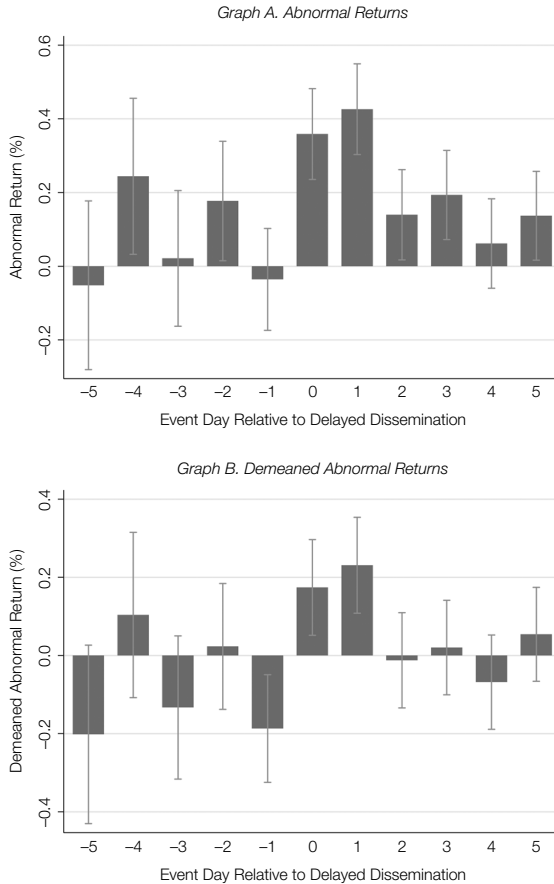 Graph A. Abnormal Returns
Abnormal Return (%)
0.6
0.4
0.2
0.0
–0.2
–5 –4 –3 –2 –1 0 1 2 3 4 5
Event Day Relative to Delayed Dissemination
Graph B. Demeaned Abnormal Returns
Demeaned Abnormal Return (%)
0.4
0.2
0.0
–0.2
–0.4
–5 –4 –3 –2 –1 0 1 2 3 4 5
Event Day Relative to Delayed Dissemination